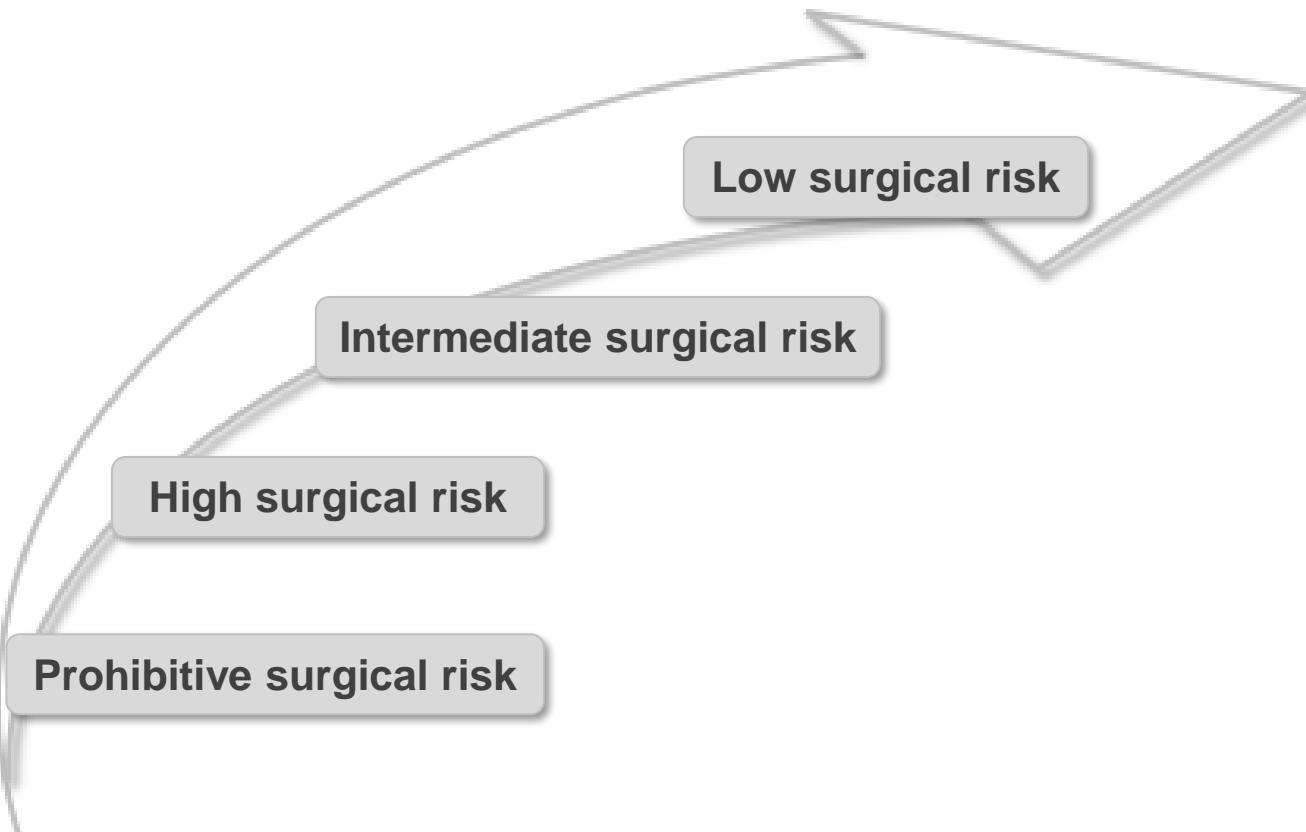 Low surgical risk
Intermediate surgical risk
High surgical risk
Prohibitive surgical risk